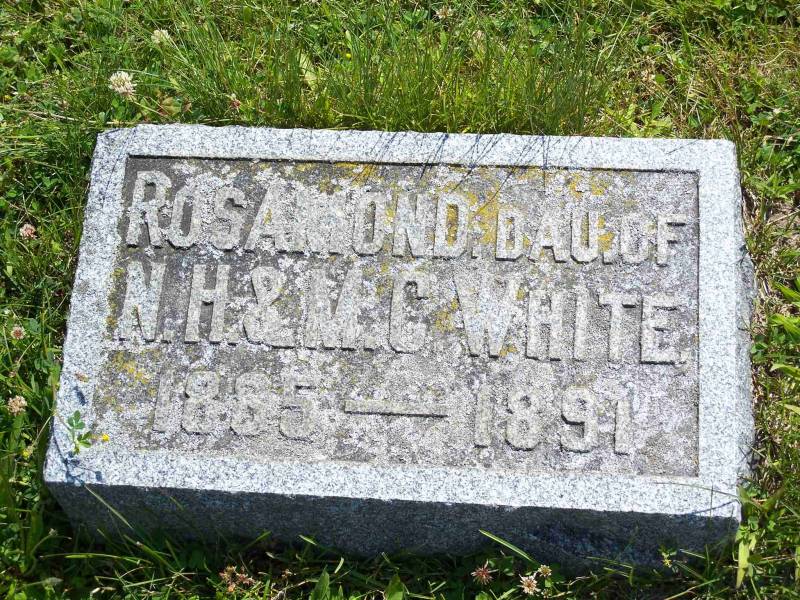 ROSAMOND, DAU. OF
N. H. & M. C. WHITE.
1885 — 1891